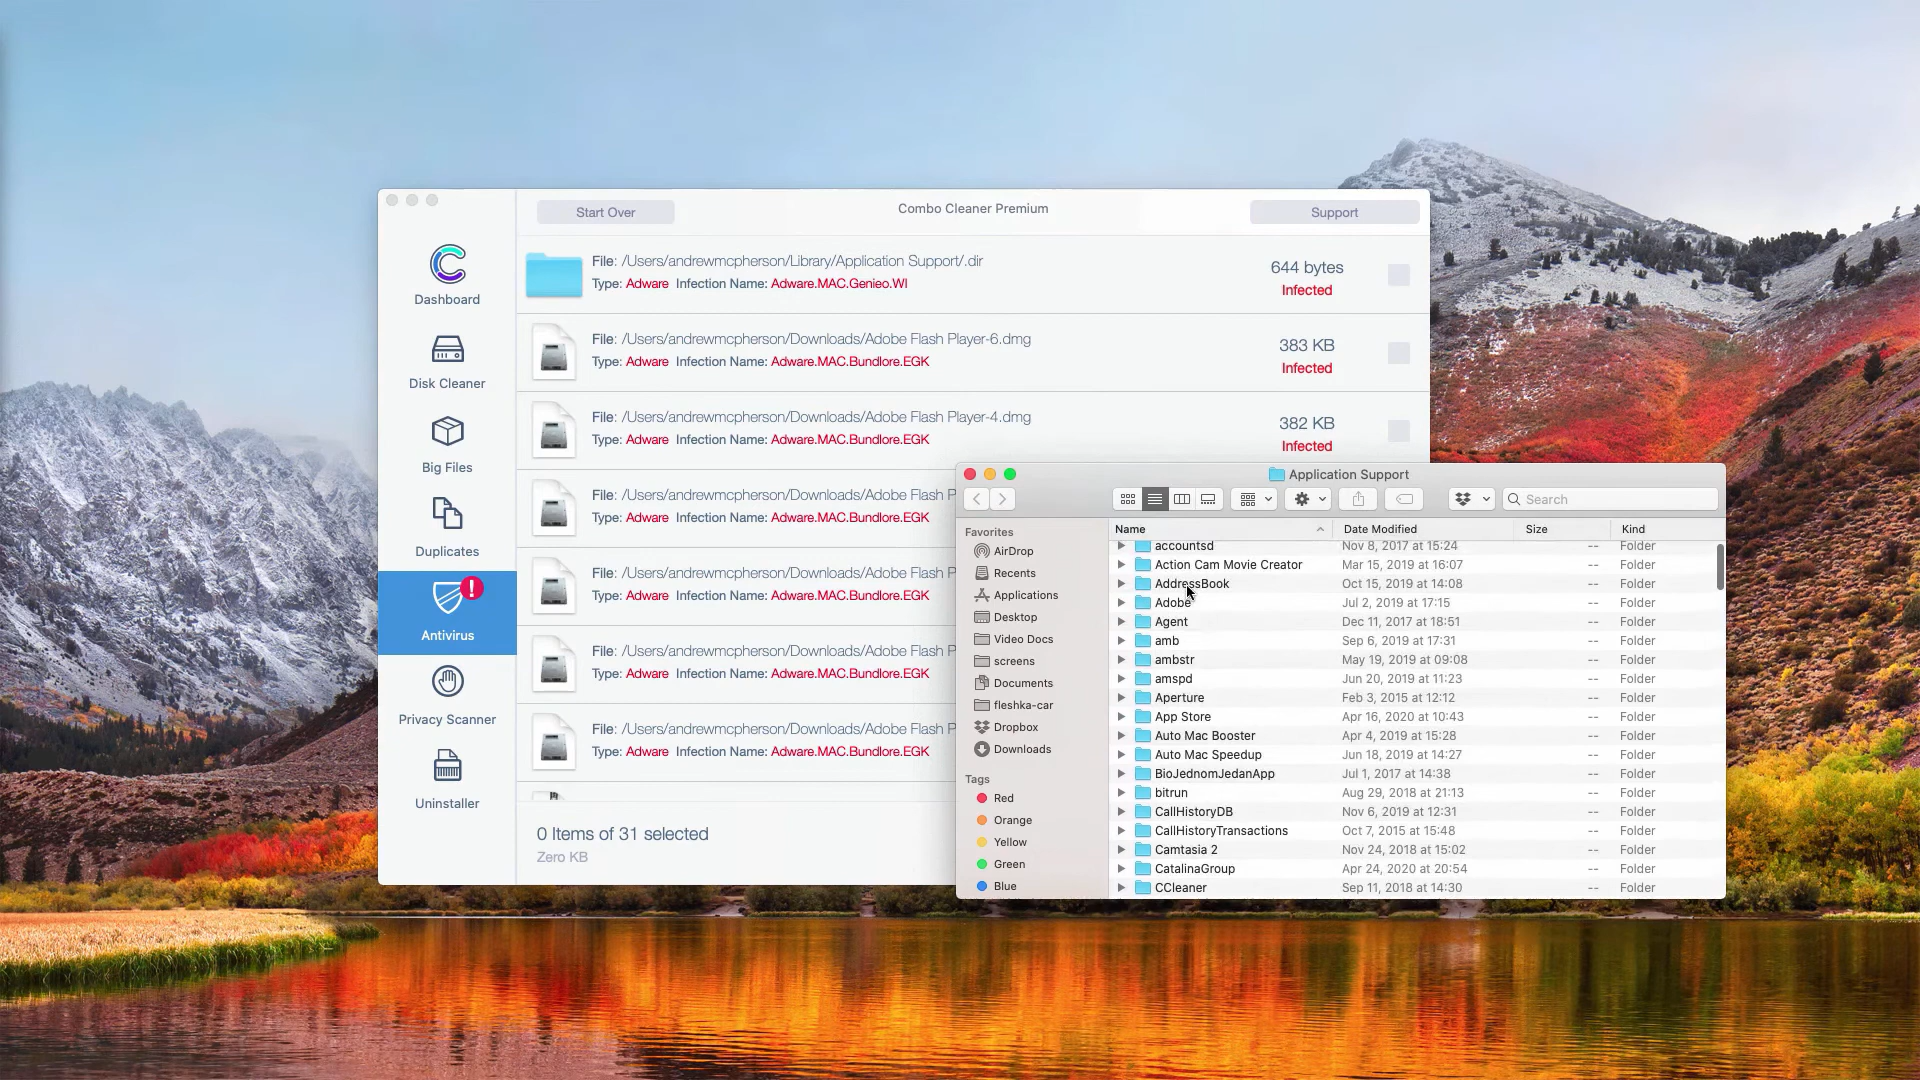 Start Over
Combo Cleaner Premium
Support
Dashboard
Disk Cleaner
Big Files
Duplicates
!
Antivirus
Privacy Scanner
Uninstaller
File: /Users/andrewmcpherson/Library/Application Support/.dir
Type: Adware Infection Name: Adware.MAC.Genieo.WI
644 bytes
Infected
File: /Users/andrewmcpherson/Downloads/Adobe Flash Player-6.dmg
Type: Adware Infection Name: Adware.MAC.Bundlore.EGK
383 KB
Infected
File: /Users/andrewmcpherson/Downloads/Adobe Flash Player-4.dmg
Type: Adware Infection Name: Adware.MAC.Bundlore.EGK
382 KB
Infected
File: /Users/andrewmcpherson/Downloads/Adobe Flash P
Type: Adware Infection Name: Adware.MAC.Bundlore.EGK
File: /Users/andrewmcpherson/Downloads/Adobe Flash P
Type: Adware Infection Name: Adware.MAC.Bundlore.EGK
File: /Users/andrewmcpherson/Downloads/Adobe Flash P
Type: Adware Infection Name: Adware.MAC.Bundlore.EGK
File: /Users/andrewmcpherson/Downloads/Adobe Flash P
Type: Adware Infection Name: Adware.MAC.Bundlore.EGK
0 Items of 31 selected
Zero KB
Application Support
Search
Favorites
AirDrop
Recents
Applications
Desktop
Video Docs
screens
Documents
fleshka-car
Dropbox
Downloads
Tags
Red
Orange
Yellow
Green
Blue
Name Date Modified Size Kind
accountsd Nov 8, 2017 at 15:24 -- Folder
Action Cam Movie Creator Mar 15, 2019 at 16:07 -- Folder
AddressBook Oct 15, 2019 at 14:08 -- Folder
Adobe Jul 2, 2019 at 17:15 -- Folder
Agent Dec 11, 2017 at 18:51 -- Folder
amb Sep 6, 2019 at 17:31 -- Folder
ambstr May 19, 2019 at 09:08 -- Folder
amspd Jun 20, 2019 at 11:23 -- Folder
Aperture Feb 3, 2015 at 12:12 -- Folder
App Store Apr 16, 2020 at 10:43 -- Folder
Auto Mac Booster Apr 4, 2019 at 15:28 -- Folder
Auto Mac Speedup Jun 18, 2019 at 14:27 -- Folder
BioJednomJedanApp Jul 1, 2017 at 14:38 -- Folder
bitrun Aug 29, 2018 at 21:13 -- Folder
CallHistoryDB Nov 6, 2019 at 12:31 -- Folder
CallHistoryTransactions Oct 7, 2015 at 15:48 -- Folder
Camtasia 2 Nov 24, 2018 at 15:02 -- Folder
CatalinaGroup Apr 24, 2020 at 20:54 -- Folder
CCleaner Sep 11, 2018 at 14:30 -- Folder